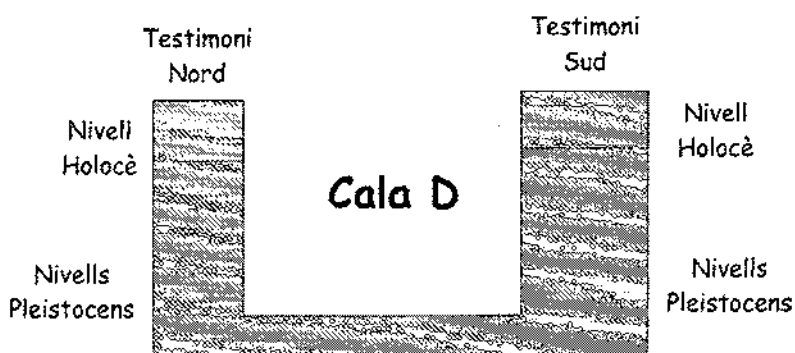 Testimoni
Nord
Testimoni
Sud
Nivell
Holocè
Nivell
Holocè
Cala D
Nivells
Pleistocens
Nivells
Pleistocens